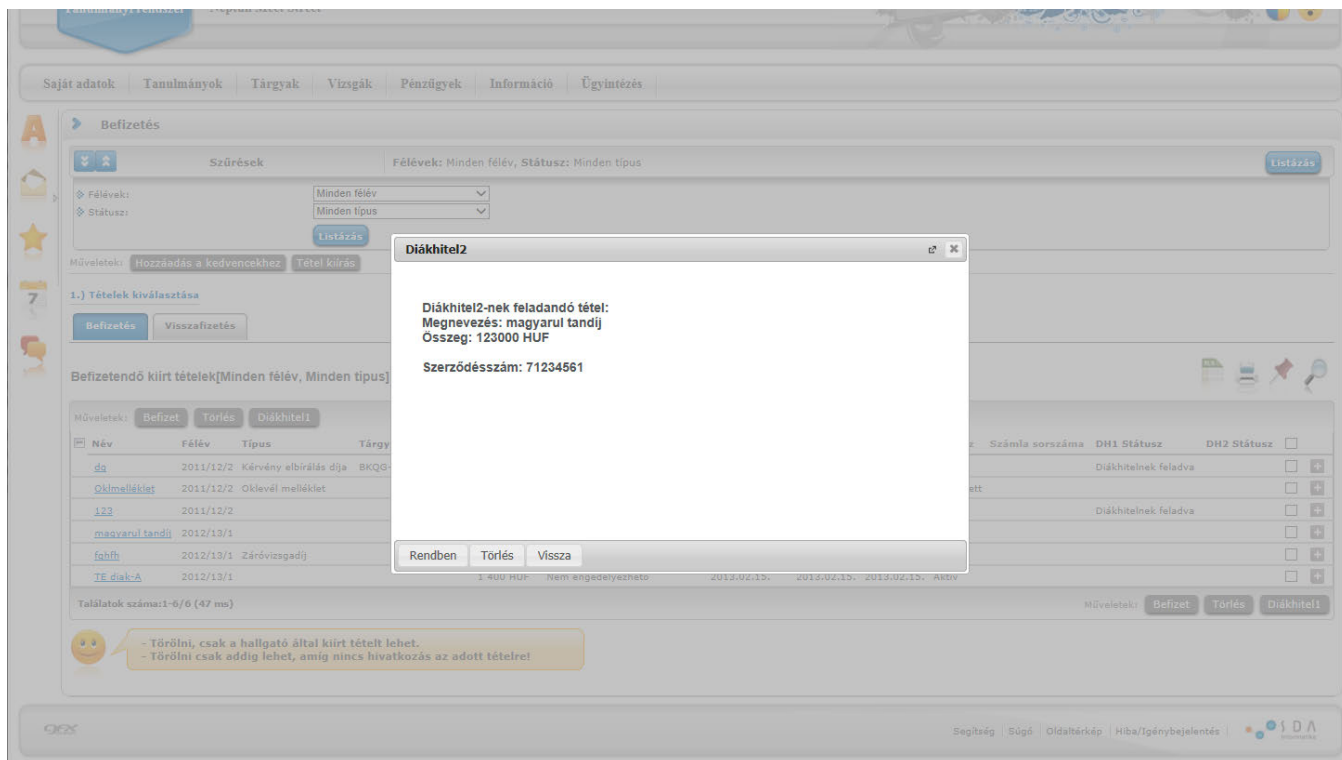 Tanulmányi rendszer
Saját adatok Tanulmányok Tárgyak Vizsgák Pénzügyek Információ Ügyintézés
Befizetés
Szűrések Félévek: Minden félév, Státusz: Minden típus Listázás
Félévek: Minden félév
Státusz: Minden típus
Listázás
Műveletek: Hozzáadás a kedvencekhez Tétel kiírás
1.) Tételek kiválasztása
Befizetés Visszafizetés
Befizetendő kiírt tételek[Minden félév, Minden típus]
Műveletek: Befizet Törlés Diákhitel1
Név Félév Típus Tárgy Számla sorszáma DH1 Státusz DH2 Státusz
dg 2011/12/2 Kérvény elbírálás díja BKQG- Diákhitelnek feladva
Oklmelléklet 2011/12/2 Oklevél melléklet ett
123 2011/12/2 Diákhitelnek feladva
magyarul tandíj 2012/13/1
fghfh 2012/13/1 Záróvizsgadíj
TE diak-A 2012/13/1 1 400 HUF Nem engedélyezhető 2013.02.15. 2013.02.15. 2013.02.15. Aktív
Találatok száma:1-6/6 (47 ms) Műveletek: Befizet Törlés Diákhitel1
- Törölni, csak a hallgató által kiírt tételt lehet.
- Törölni csak addig lehet, amíg nincs hivatkozás az adott tételre!
Diákhitel2
Diákhitel2-nek feladandó tétel:
Megnevezés: magyarul tandíj
Összeg: 123000 HUF
Szerződésszám: 71234561
Rendben Törlés Vissza
7
Segítség Súgó Oldaltérkép Hiba/Igénybejelentés SDA